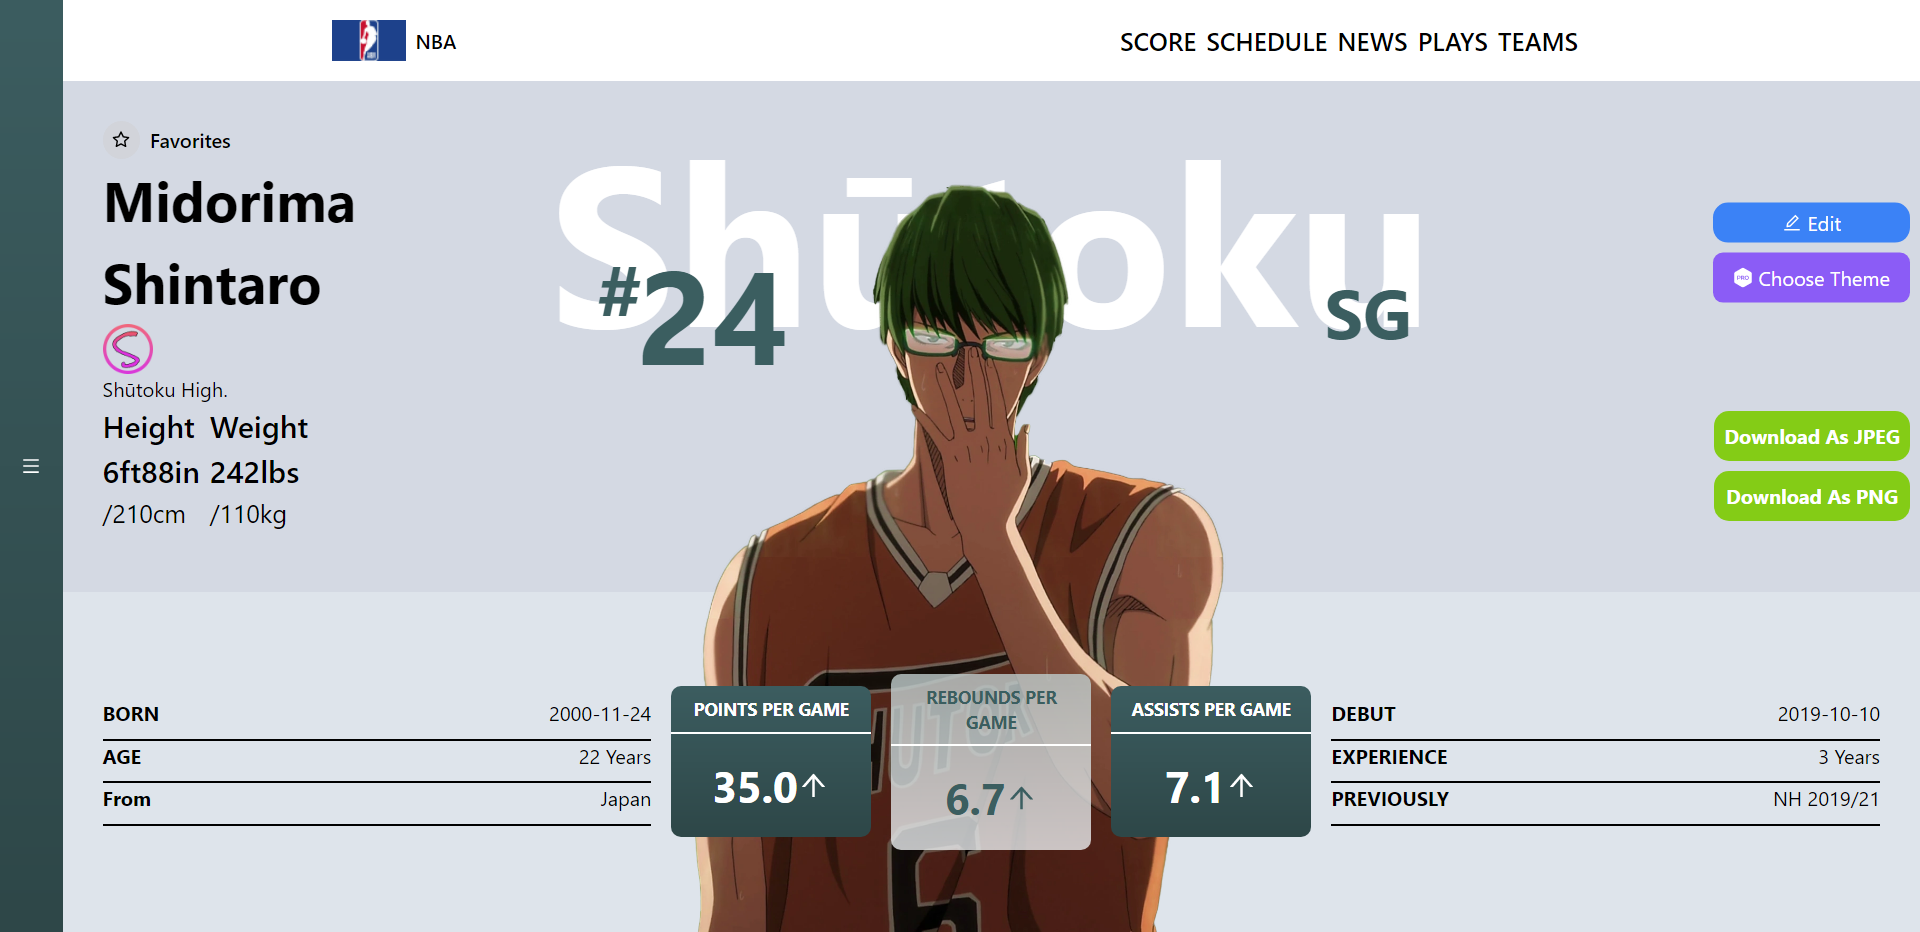 NBA
SCORE SCHEDULE NEWS PLAYS TEAMS
Favorites
Midorima
Shintaro
Shūtoku High.
Height Weight
6ft88in 242lbs
/210cm /110kg
Shūtoku
#24
SG
Edit
PRO Choose Theme
Download As JPEG
Download As PNG
BORN 2000-11-24
AGE 22 Years
From Japan
POINTS PER GAME
35.0↑
REBOUNDS PER
GAME
6.7↑
ASSISTS PER GAME
7.1↑
DEBUT 2019-10-10
EXPERIENCE 3 Years
PREVIOUSLY NH 2019/21
SHUTOKU
5